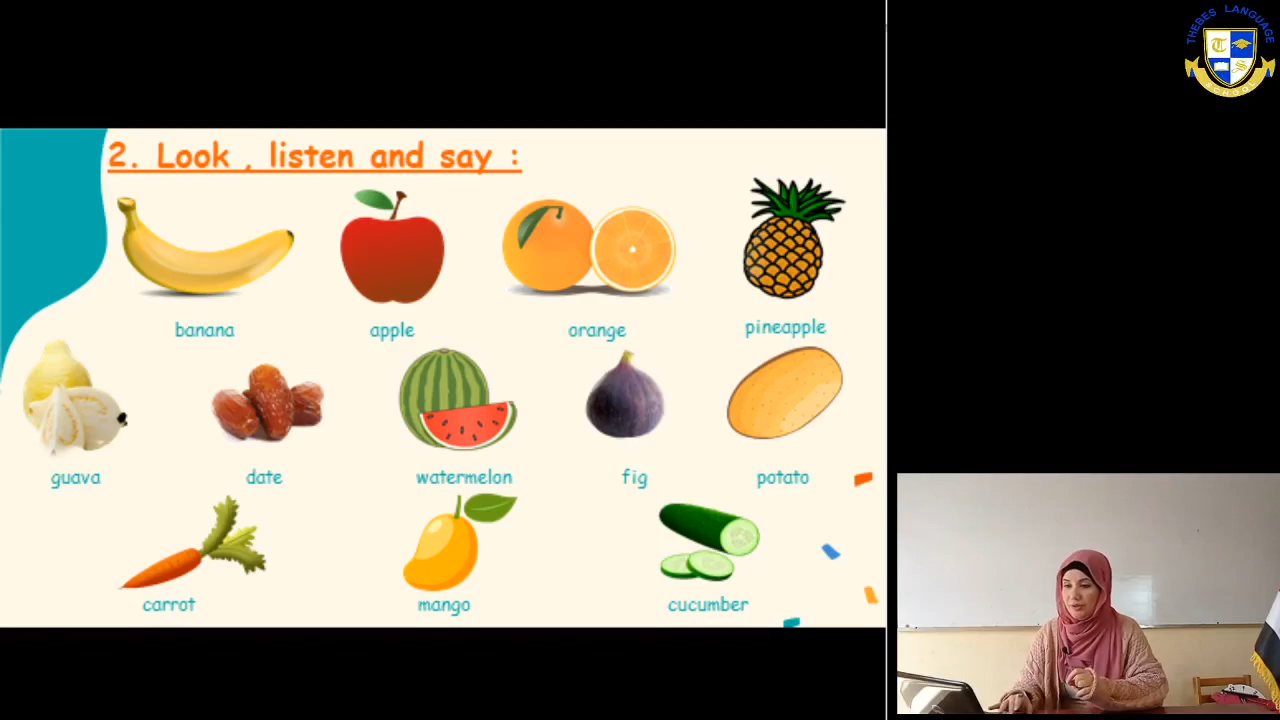 THEBES LANGUAGE
SCHOOL
2. Look , listen and say :
banana
apple
orange
pineapple
guava
date
watermelon
fig
potato
carrot
mango
cucumber